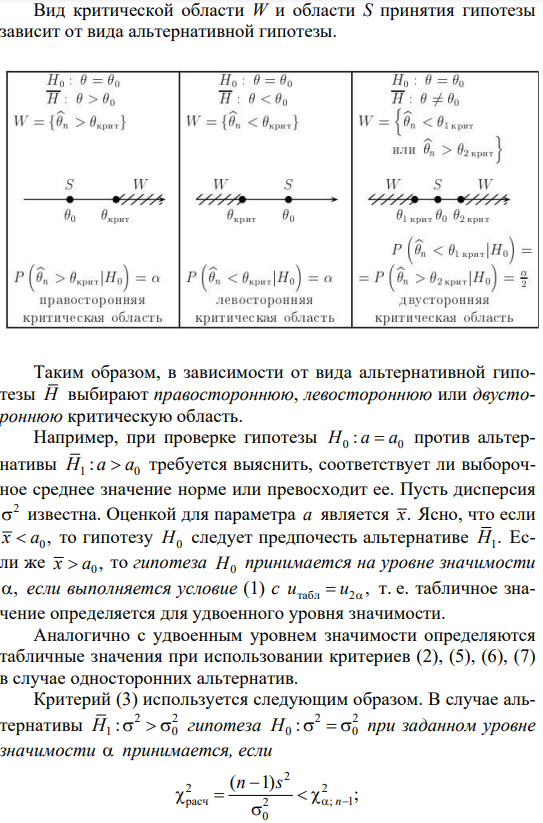 Вид критической области W и области S принятия гипотезы
зависит от вида альтернативной гипотезы.
H₀ : θ = θ₀
H̅ : θ > θ₀
W = {θ̂ₙ > θкрит}
S W
θ₀ θкрит
P(θ̂ₙ > θкрит|H₀) = α
правосторонняя
критическая область
H₀ : θ = θ₀
H̅ : θ < θ₀
W = {θ̂ₙ < θкрит}
W S
θкрит θ₀
P(θ̂ₙ < θкрит|H₀) = α
левосторонняя
критическая область
H₀ : θ = θ₀
H̅ : θ ≠ θ₀
W = {θ̂ₙ < θ₁ крит
или θ̂ₙ > θ₂ крит}
W S W
θ₁ крит θ₀ θ₂ крит
P(θ̂ₙ < θ₁ крит|H₀) =
= P(θ̂ₙ > θ₂ крит|H₀) = α/2
двусторонняя
критическая область
Таким образом, в зависимости от вида альтернативной гипо-
тезы H̅ выбирают правостороннюю, левостороннюю или двусто-
роннюю критическую область.
Например, при проверке гипотезы H₀ : a = a₀ против альтер-
нативы H̅₁ : a > a₀ требуется выяснить, соответствует ли выбороч-
ное среднее значение норме или превосходит ее. Пусть дисперсия
σ² известна. Оценкой для параметра a является x̅. Ясно, что если
x̅ < a₀, то гипотезу H₀ следует предпочесть альтернативе H̅₁. Ес-
ли же x̅ > a₀, то гипотеза H₀ принимается на уровне значимости
α, если выполняется условие (1) с uтабл = u₂α, т. е. табличное зна-
чение определяется для удвоенного уровня значимости.
Аналогично с удвоенным уровнем значимости определяются
табличные значения при использовании критериев (2), (5), (6), (7)
в случае односторонних альтернатив.
Критерий (3) используется следующим образом. В случае аль-
тернативы H̅₁ : σ² > σ₀² гипотеза H₀ : σ² = σ₀² при заданном уровне
значимости α принимается, если
χ²расч = (n − 1)s² / σ₀² < χ²α; n−1;